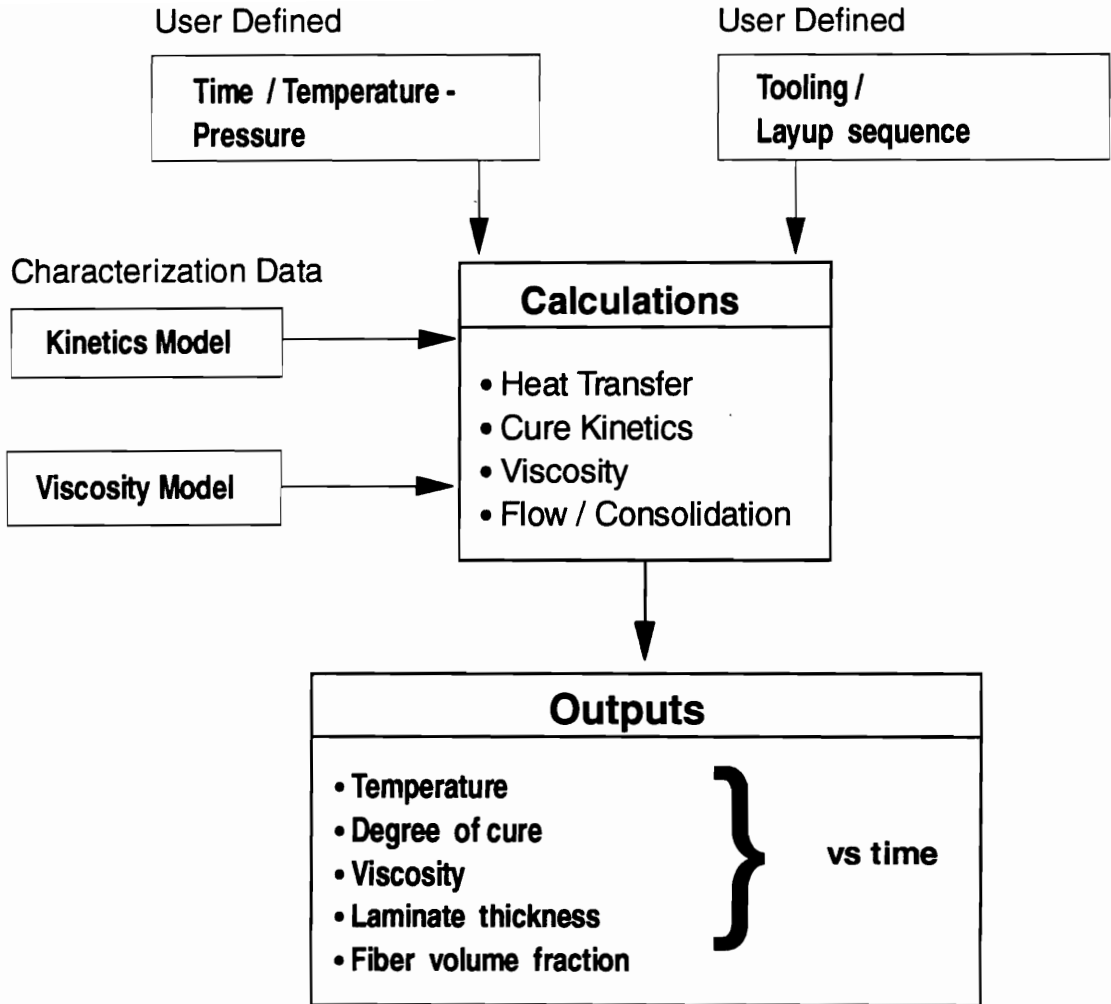 User Defined
Time / Temperature -
Pressure
User Defined
Tooling /
Layup sequence
Characterization Data
Kinetics Model
Viscosity Model
Calculations
• Heat Transfer
• Cure Kinetics
• Viscosity
• Flow / Consolidation
Outputs
• Temperature
• Degree of cure
• Viscosity
• Laminate thickness
• Fiber volume fraction
} vs time